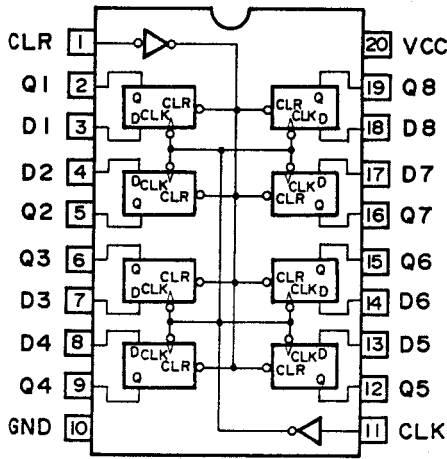 CLR 1 20 VCC
Q1 2 19 Q8
D1 3 18 D8
D2 4 17 D7
Q2 5 16 Q7
Q3 6 15 Q6
D3 7 14 D6
D4 8 13 D5
Q4 9 12 Q5
GND 10 11 CLK
Q CLR
D CLK
CLR Q
CLK D
D CLK
Q CLR
CLK D
CLR Q
Q CLR
D CLK
CLR Q
CLK D
D CLK
Q CLR
CLK D
CLR Q